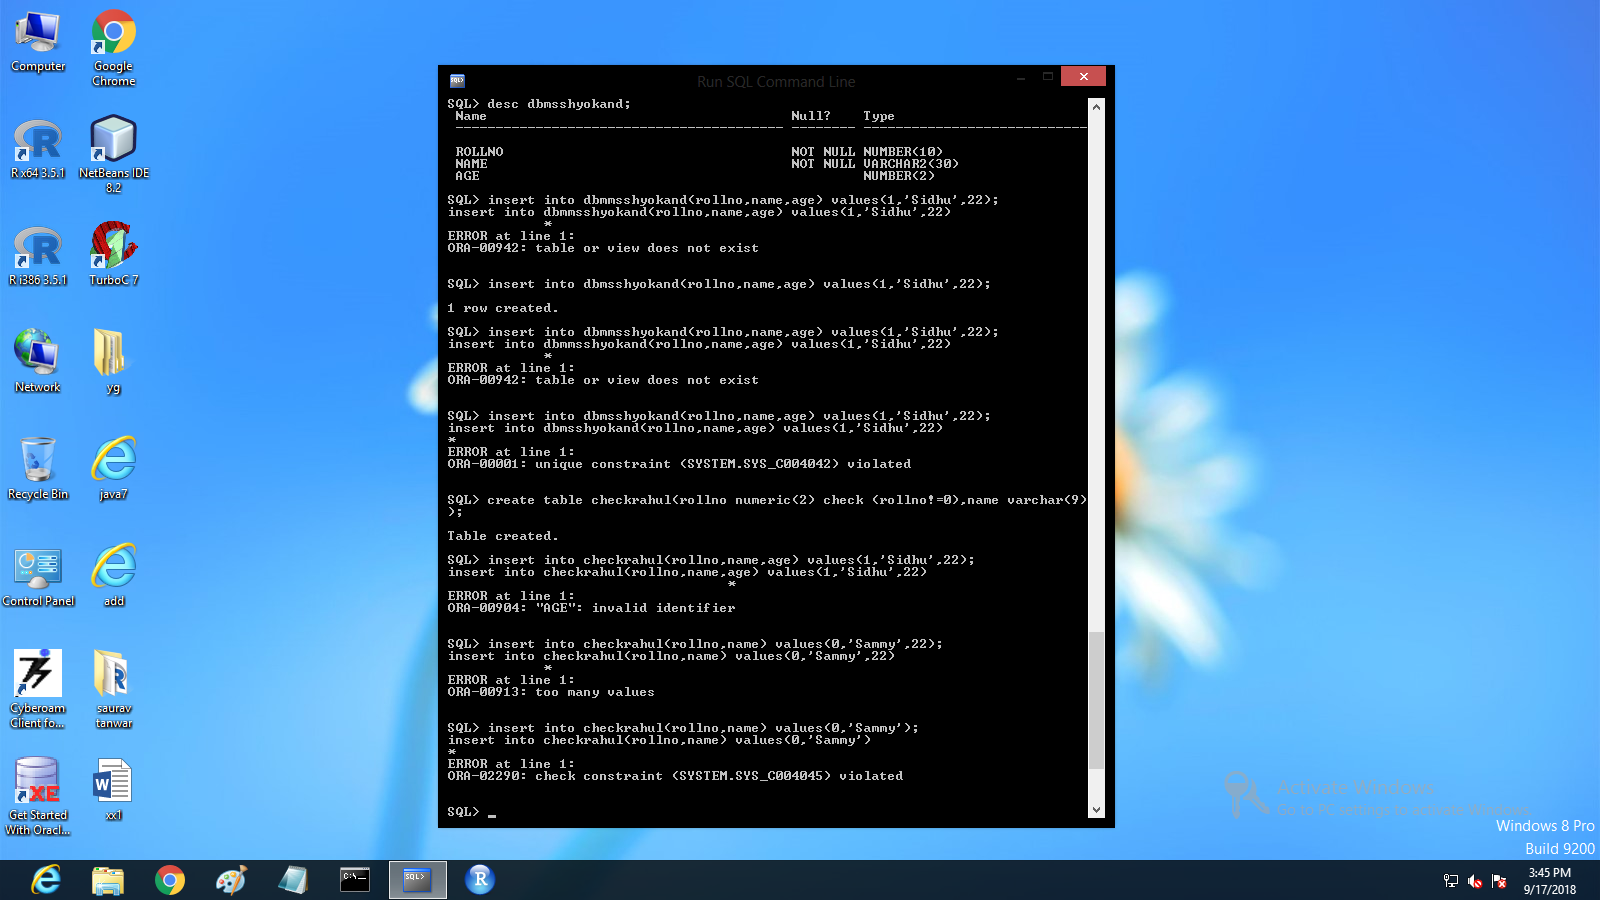 Computer
Google Chrome
R x64 3.5.1
NetBeans IDE 8.2
R i386 3.5.1
TurboC 7
Network
yg
Recycle Bin
java7
Control Panel
add
Cyberoam Client fo...
saurav tanwar
XE
Get Started With Oracl...
xx1
Run SQL Command Line
SQL> desc dbmsshyokand;
Name Null? Type
----------------------------------------- -------- ----------------------------
ROLLNO NOT NULL NUMBER(10)
NAME NOT NULL VARCHAR2(30)
AGE NUMBER(2)
SQL> insert into dbmmsshyokand(rollno,name,age) values(1,'Sidhu',22);
insert into dbmmsshyokand(rollno,name,age) values(1,'Sidhu',22)
*
ERROR at line 1:
ORA-00942: table or view does not exist
SQL> insert into dbmsshyokand(rollno,name,age) values(1,'Sidhu',22);
1 row created.
SQL> insert into dbmmsshyokand(rollno,name,age) values(1,'Sidhu',22);
insert into dbmmsshyokand(rollno,name,age) values(1,'Sidhu',22)
*
ERROR at line 1:
ORA-00942: table or view does not exist
SQL> insert into dbmsshyokand(rollno,name,age) values(1,'Sidhu',22);
insert into dbmsshyokand(rollno,name,age) values(1,'Sidhu',22)
*
ERROR at line 1:
ORA-00001: unique constraint (SYSTEM.SYS_C004042) violated
SQL> create table checkrahul(rollno numeric(2) check (rollno!=0),name varchar(9)
);
Table created.
SQL> insert into checkrahul(rollno,name,age) values(1,'Sidhu',22);
insert into checkrahul(rollno,name,age) values(1,'Sidhu',22)
*
ERROR at line 1:
ORA-00904: "AGE": invalid identifier
SQL> insert into checkrahul(rollno,name) values(0,'Sammy',22);
insert into checkrahul(rollno,name) values(0,'Sammy',22)
*
ERROR at line 1:
ORA-00913: too many values
SQL> insert into checkrahul(rollno,name) values(0,'Sammy');
insert into checkrahul(rollno,name) values(0,'Sammy')
*
ERROR at line 1:
ORA-02290: check constraint (SYSTEM.SYS_C004045) violated
SQL> _
Activate Windows
Go to PC settings to activate Windows.
Windows 8 Pro
Build 9200
3:45 PM
9/17/2018